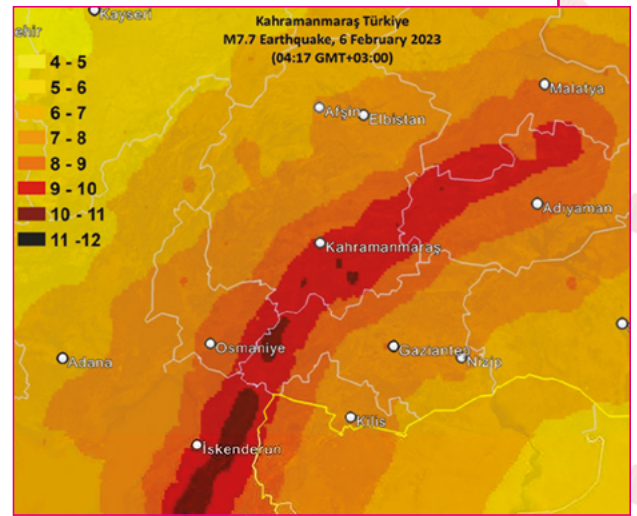 Kayseri
Kahramanmaraş Türkiye
M7.7 Earthquake, 6 February 2023
(04:17 GMT+03:00)
ehir
4 - 5
5 - 6
6 - 7
7 - 8
8 - 9
9 - 10
10 - 11
11 -12
Malatya
Afşin
Elbistan
Adıyaman
Kahramanmaraş
Osmaniye
Gaziantep
Nizip
Adana
Kilis
İskenderun